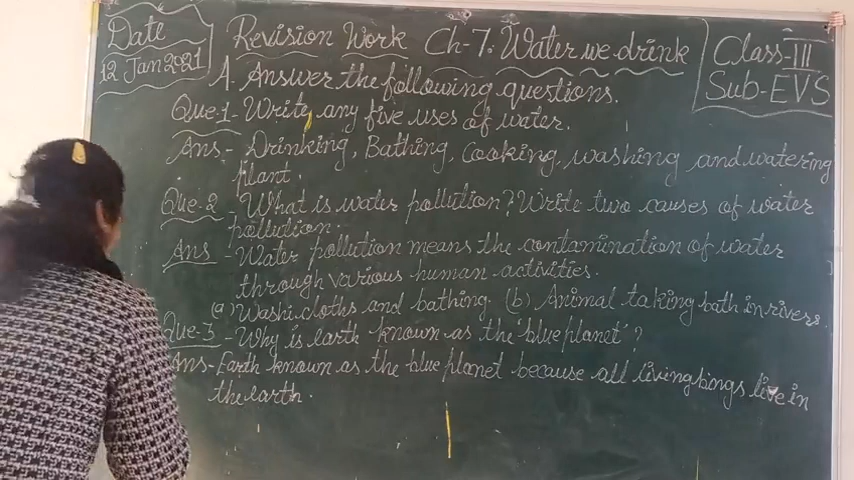 Date
12 Jan 2021
Revision Work Ch-7. Water we drink
Class-III
Sub-EVS
A. Answer the following questions.
Que-1- Write any five uses of water.
Ans- Drinking, Bathing, cooking, washing and watering
plant.
Que-2 - What is water pollution? Write two causes of water
pollution.
Ans - Water pollution means the contamination of water
through various human activities.
(a) Washi cloths and bathing. (b) Animal taking bath in rivers.
Que-3 - Why is earth known as the 'blue planet'?
Ans- Earth known as the blue planet because all living bings live in
the earth.